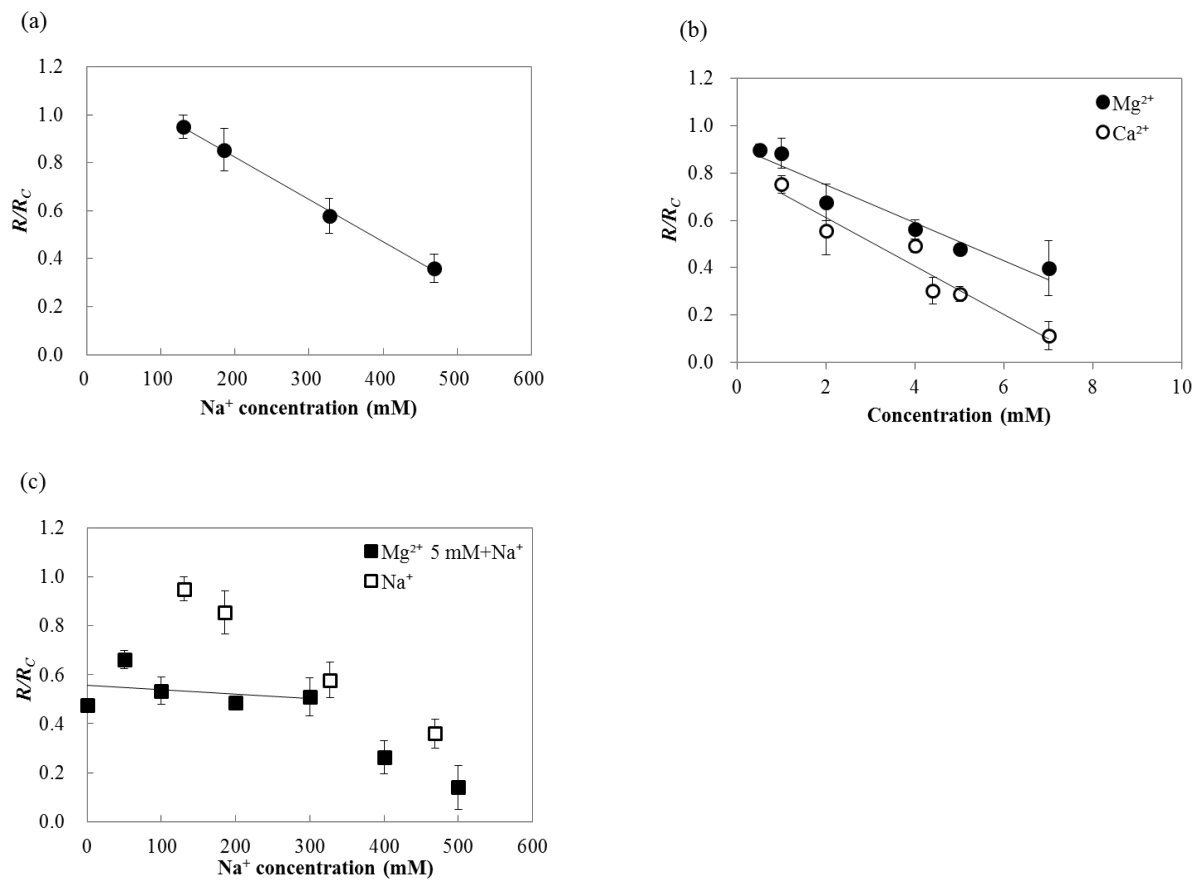 (a)
1.2
1.0
0.8
0.6
0.4
0.2
0.0
R/R_C
0 100 200 300 400 500 600
Na⁺ concentration (mM)
(b)
1.2
1.0
0.8
0.6
0.4
0.2
0.0
R/R_C
Mg²⁺
Ca²⁺
0 2 4 6 8 10
Concentration (mM)
(c)
1.2
1.0
0.8
0.6
0.4
0.2
0.0
R/R_C
Mg²⁺ 5 mM+Na⁺
Na⁺
0 100 200 300 400 500 600
Na⁺ concentration (mM)